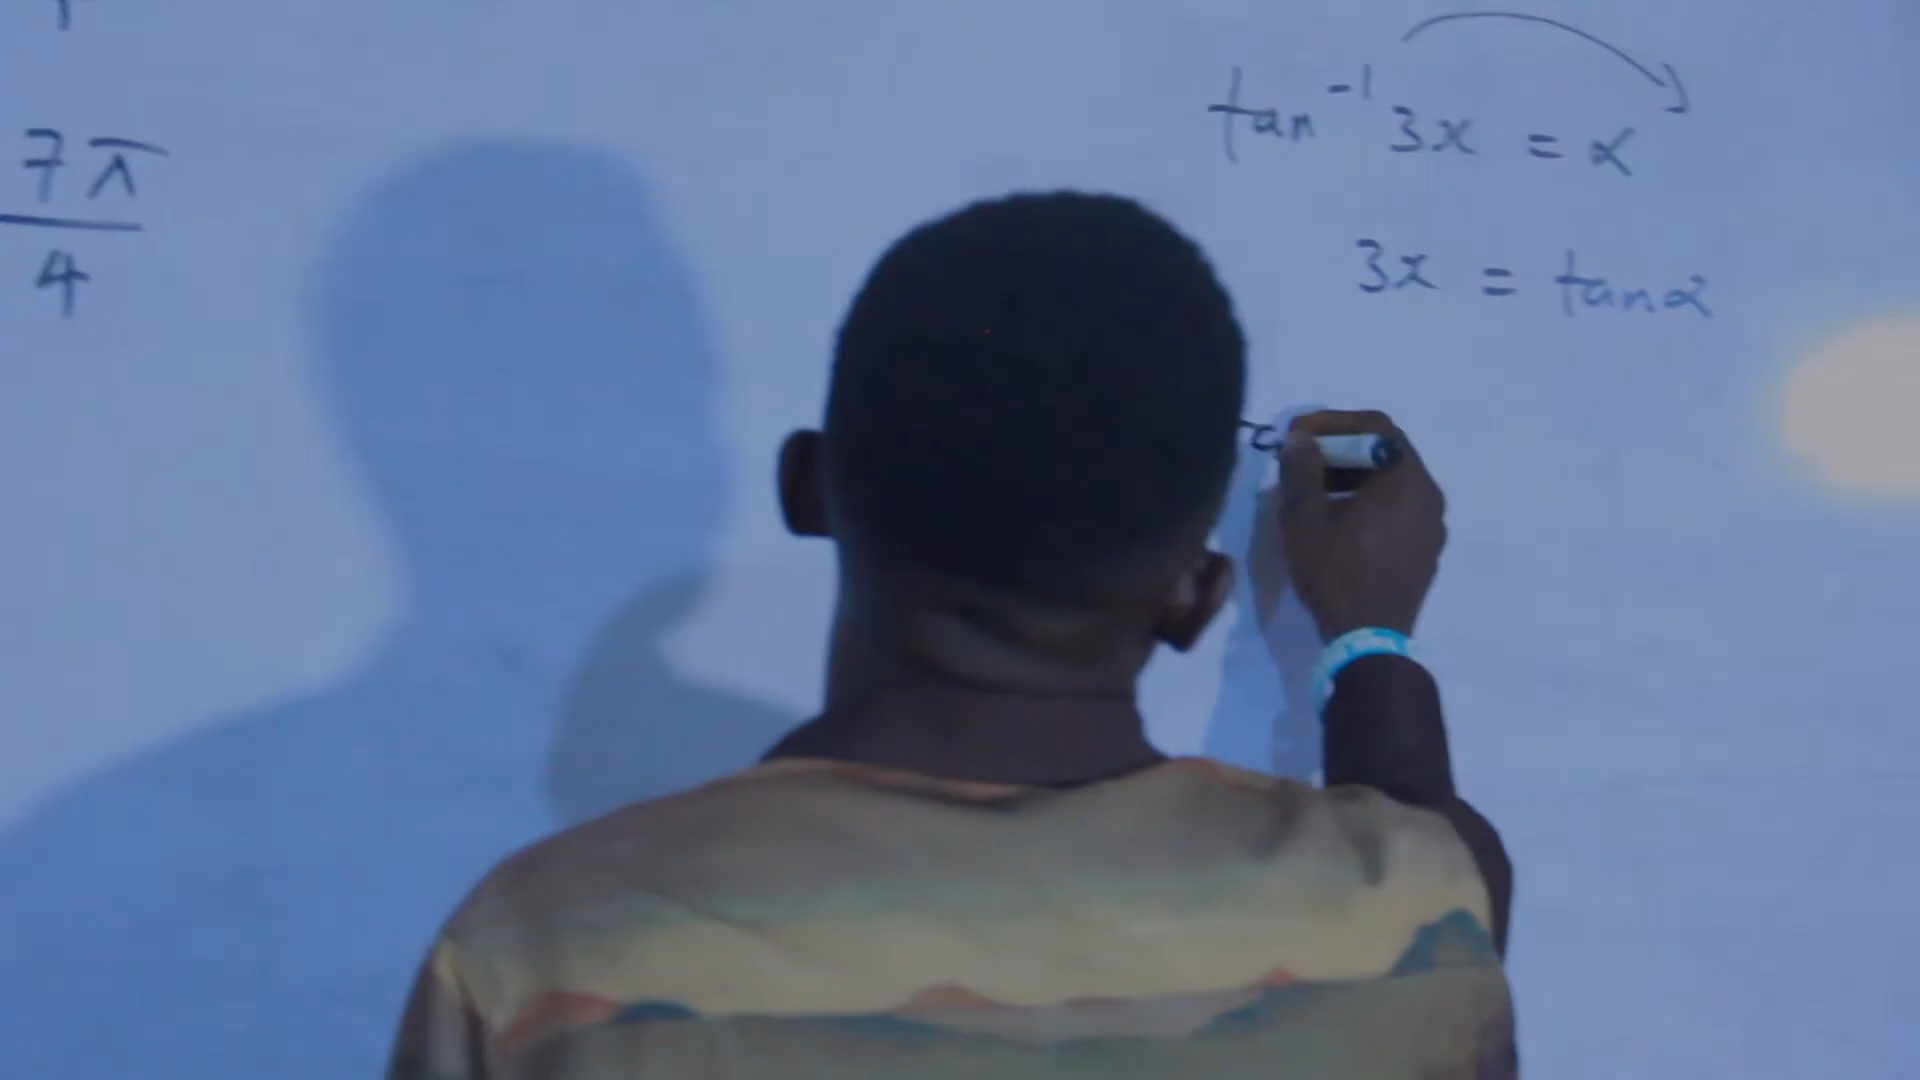 7π
4
tan⁻¹ 3x = α
3x = tanα